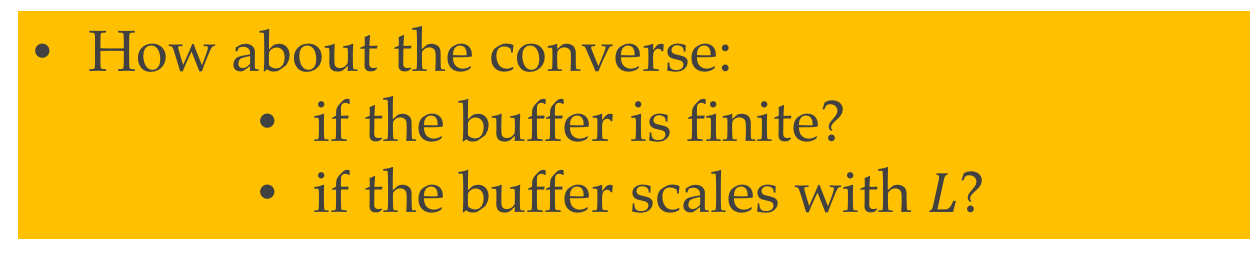 • How about the converse:
• if the buffer is finite?
• if the buffer scales with L?